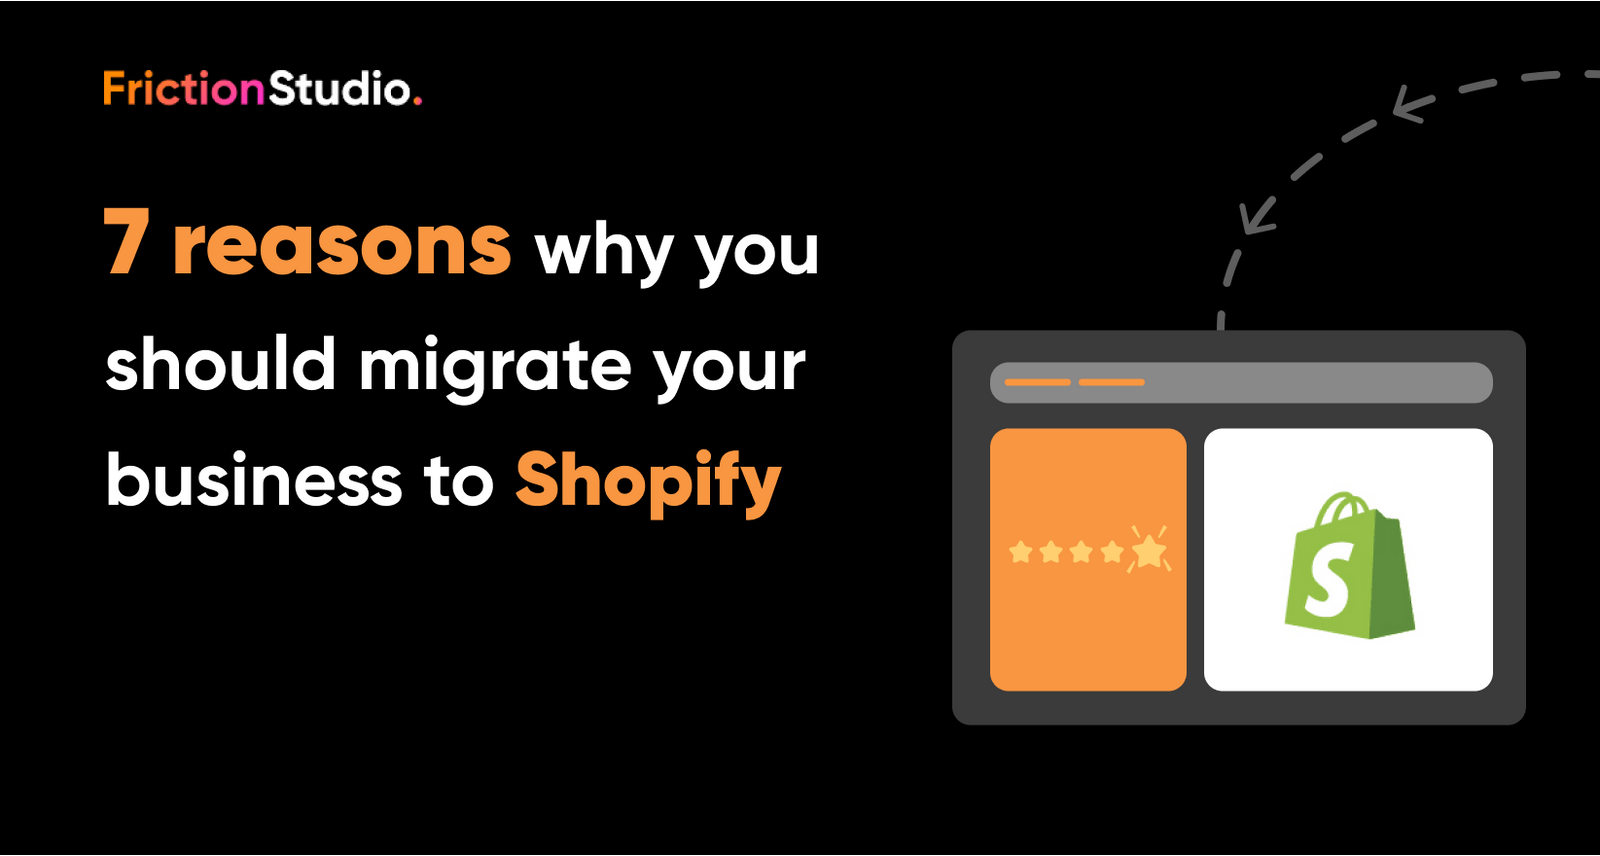 FrictionStudio.
7 reasons why you
should migrate your
business to Shopify
S